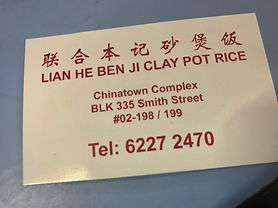 联合本记砂煲饭
LIAN HE BEN JI CLAY POT RICE
Chinatown Complex
BLK 335 Smith Street
#02-198 / 199
Tel: 6227 2470